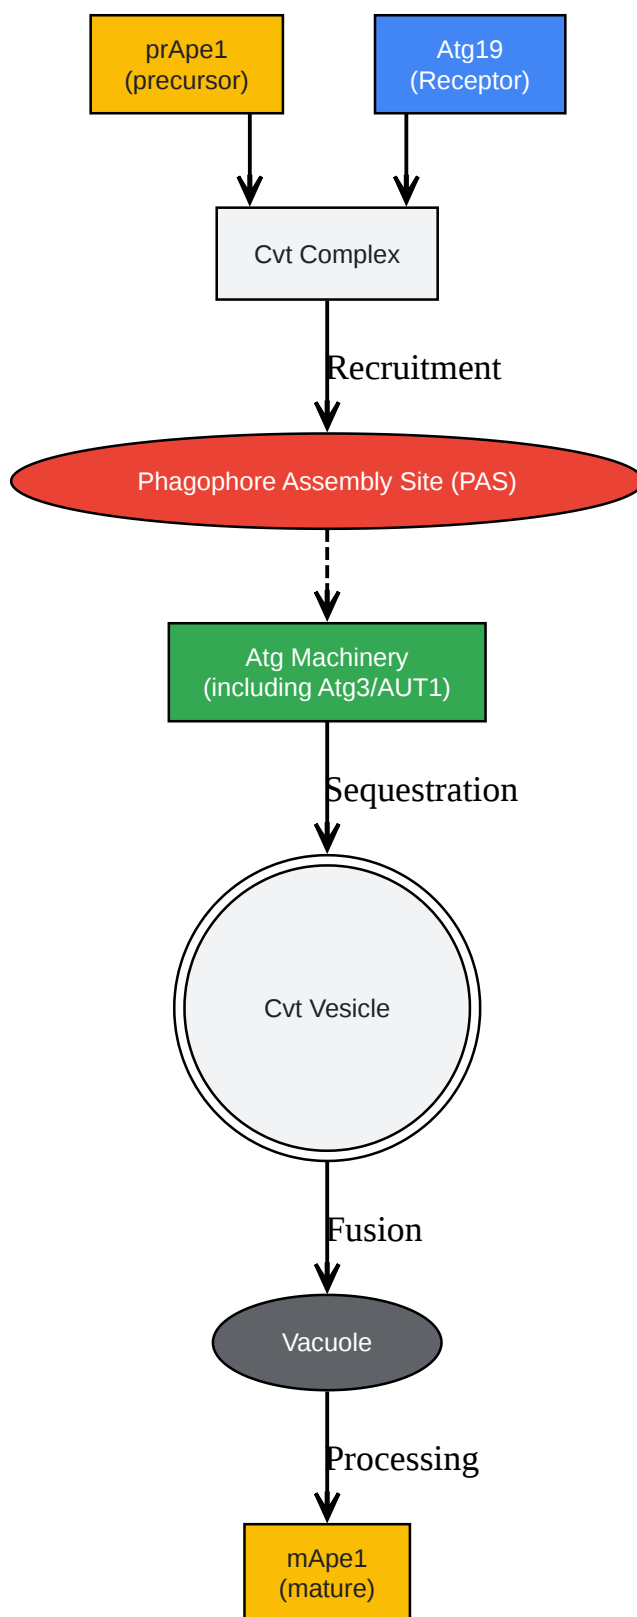 prApe1
(precursor)
Atg19
(Receptor)
Cvt Complex
Recruitment
Phagophore Assembly Site (PAS)
Atg Machinery
(including Atg3/AUT1)
Sequestration
Cvt Vesicle
Fusion
Vacuole
Processing
mApe1
(mature)